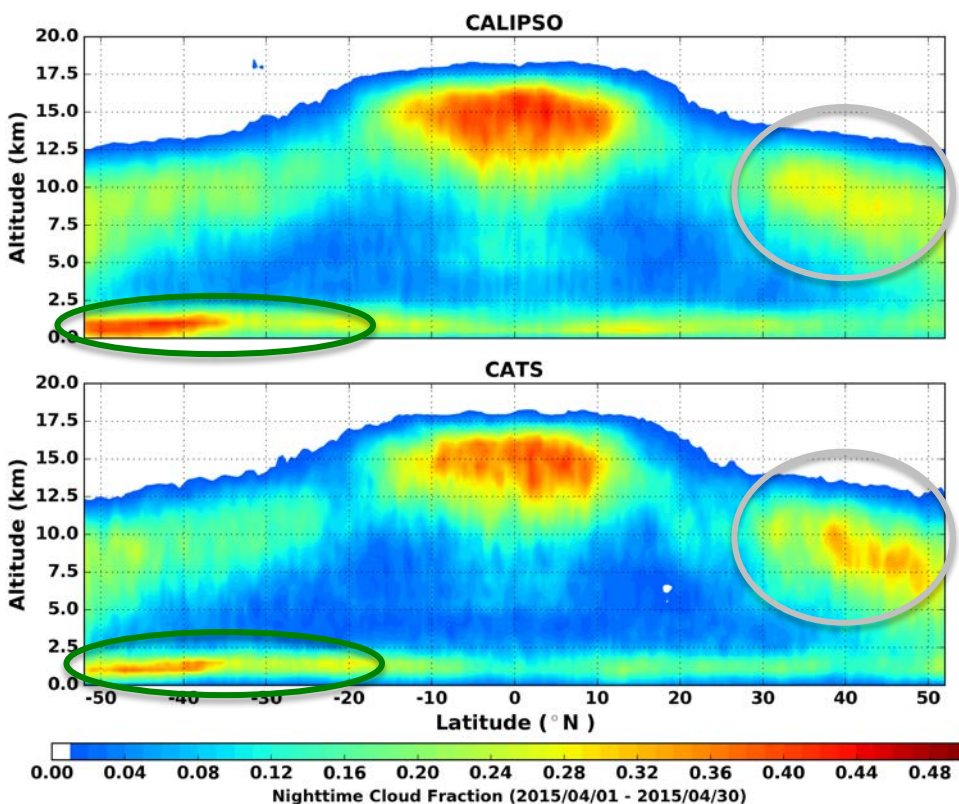 CALIPSO
20.0
17.5
15.0
12.5
10.0
7.5
5.0
2.5
0.0
Altitude (km)
CATS
20.0
17.5
15.0
12.5
10.0
7.5
5.0
2.5
0.0
Altitude (km)
-50 -40 -30 -20 -10 0 10 20 30 40 50
Latitude (°N )
0.00 0.04 0.08 0.12 0.16 0.20 0.24 0.28 0.32 0.36 0.40 0.44 0.48
Nighttime Cloud Fraction (2015/04/01 - 2015/04/30)